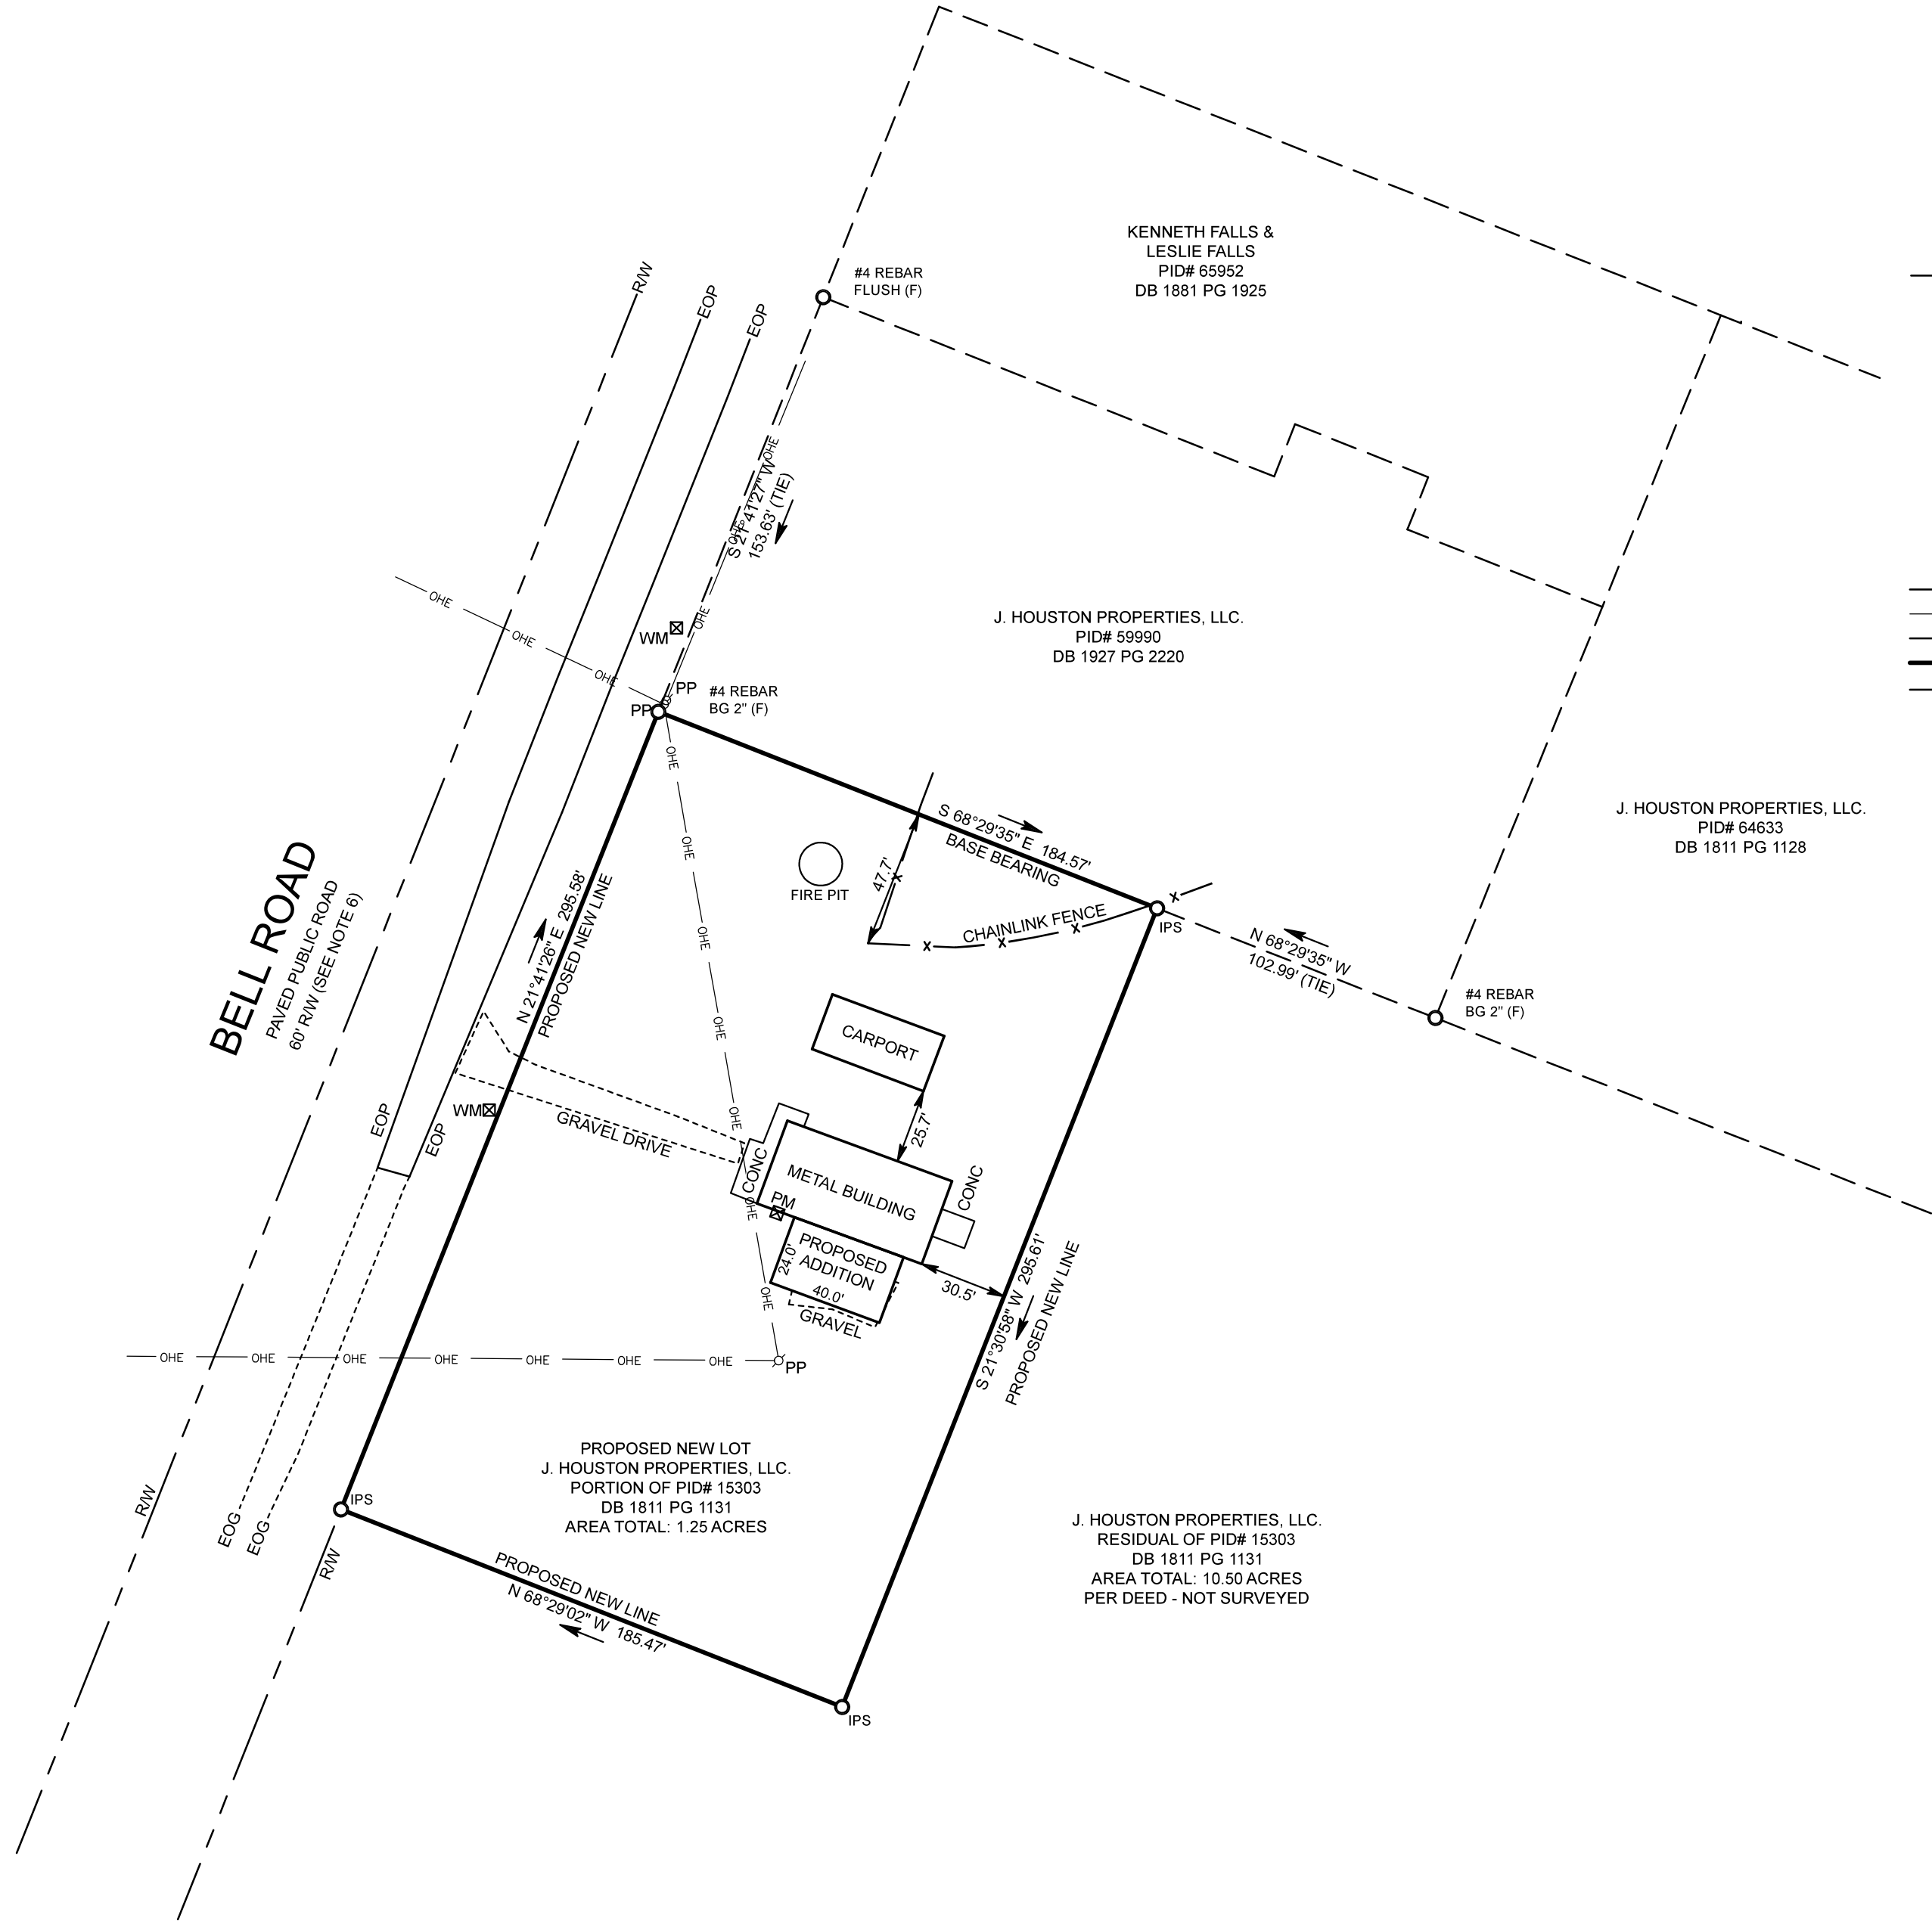 KENNETH FALLS &
LESLIE FALLS
PID# 65952
DB 1881 PG 1925
#4 REBAR
FLUSH (F)
R/W
EOP
EOP
OHE
OHE
S 21°41'27" W
153.63' (TIE)
OHE
OHE
OHE
OHE
WM
J. HOUSTON PROPERTIES, LLC.
PID# 59990
DB 1927 PG 2220
PP
PP
#4 REBAR
BG 2" (F)
OHE
OHE
OHE
OHE
OHE
OHE
OHE
J. HOUSTON PROPERTIES, LLC.
PID# 64633
DB 1811 PG 1128
S 68°29'35" E 184.57'
BASE BEARING
47.7'
FIRE PIT
X
X
X
X
X
CHAINLINK FENCE
IPS
N 68°29'35" W
102.99' (TIE)
#4 REBAR
BG 2" (F)
BELL ROAD
PAVED PUBLIC ROAD
60' R/W (SEE NOTE 6)
N 21°41'26" E 295.58'
PROPOSED NEW LINE
CARPORT
25.7'
EOP
EOP
WM
GRAVEL DRIVE
CONC
METAL BUILDING
CONC
PM
PROPOSED
ADDITION
24.0'
40.0'
GRAVEL
30.5'
S 21°30'58" W 295.61'
PROPOSED NEW LINE
OHE
OHE
OHE
OHE
OHE
OHE
OHE
PP
PROPOSED NEW LOT
J. HOUSTON PROPERTIES, LLC.
PORTION OF PID# 15303
DB 1811 PG 1131
AREA TOTAL: 1.25 ACRES
R/W
EOG
EOG
IPS
R/W
PROPOSED NEW LINE
N 68°29'02" W 185.47'
IPS
J. HOUSTON PROPERTIES, LLC.
RESIDUAL OF PID# 15303
DB 1811 PG 1131
AREA TOTAL: 10.50 ACRES
PER DEED - NOT SURVEYED